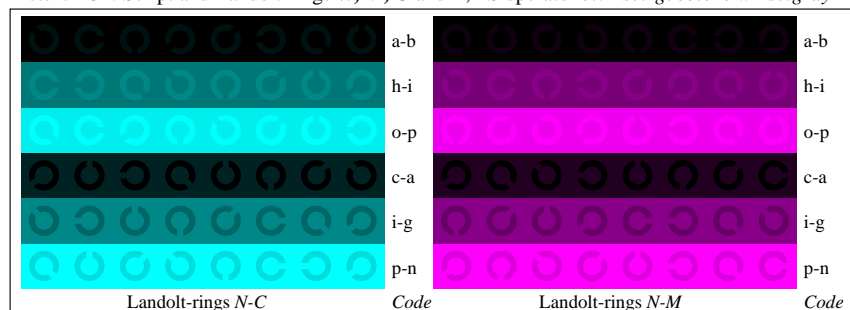 a-b a-b
h-i h-i
o-p o-p
c-a c-a
i-g i-g
p-n p-n
Landolt-rings N-C Code Landolt-rings N-M Code